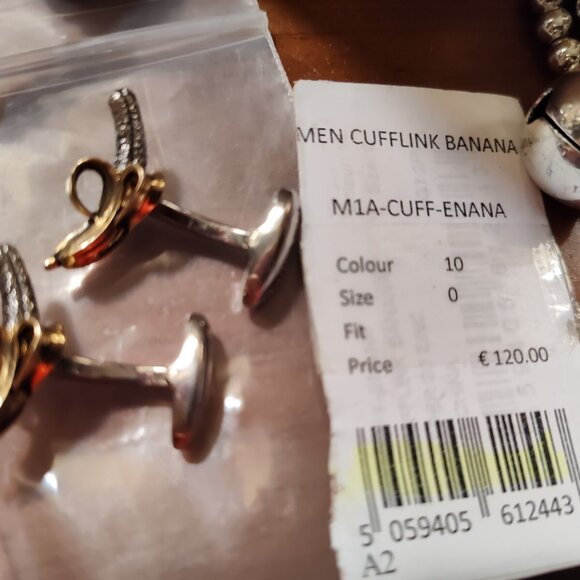 MEN CUFFLINK BANANA
M1A-CUFF-ENANA
Colour 10
Size 0
Fit
Price € 120.00
5 059405 612443
A2